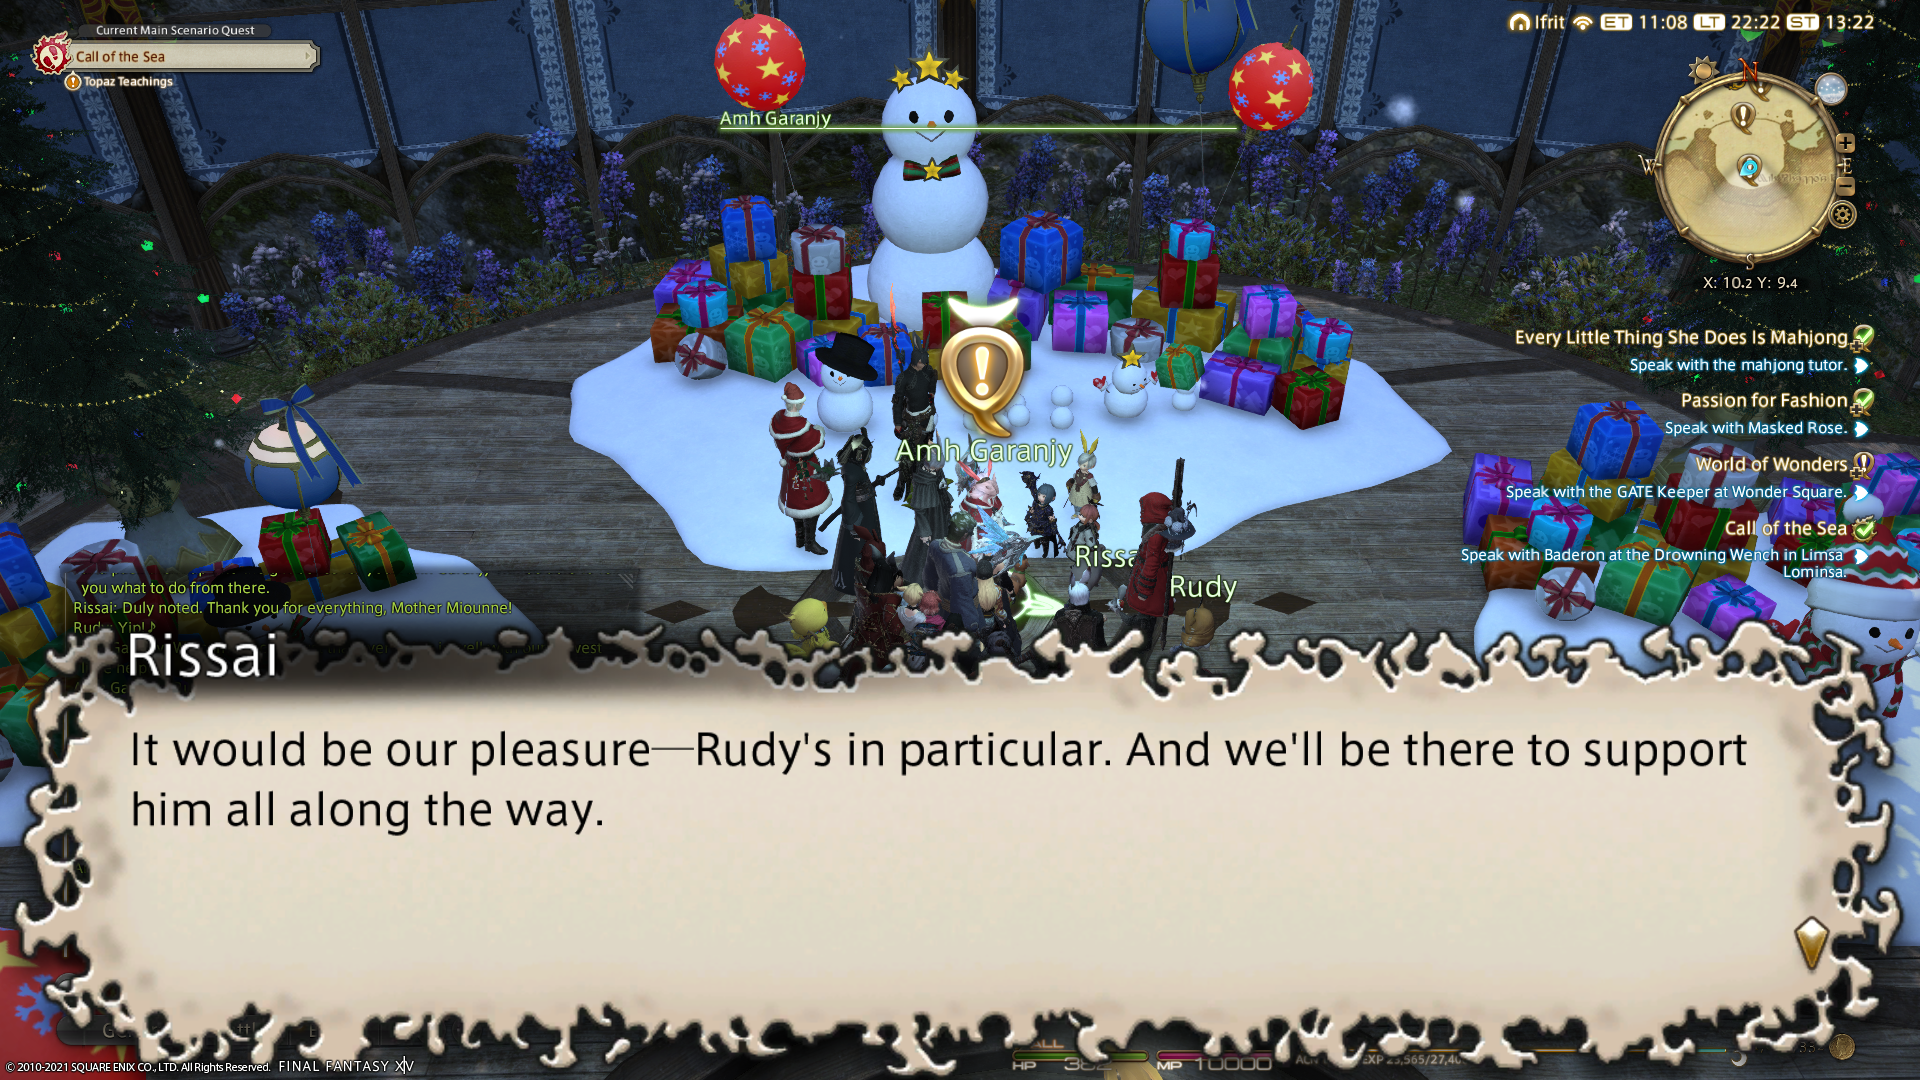 Current Main Scenario Quest
Call of the Sea
Topaz Teachings
Ifrit ET 11:08 LT 22:22 ST 13:22
N
W
E
S
X: 10.2 Y: 9.4
Amh Garanjy
Every Little Thing She Does Is Mahjong
Speak with the mahjong tutor.
Passion for Fashion
Speak with Masked Rose.
World of Wonders
Speak with the GATE Keeper at Wonder Square.
Call of the Sea
Speak with Baderon at the Drowning Wench in Limsa
Lominsa.
Amh Garanjy
Rissa
Rudy
you what to do from there.
Rissai: Duly noted. Thank you for everything, Mother Miounne!
Rudy: Yip!♪
Rissai
It would be our pleasure—Rudy's in particular. And we'll be there to support
him all along the way.
HP 382 MP 10000
© 2010-2021 SQUARE ENIX CO., LTD. All Rights Reserved. FINAL FANTASY XIV